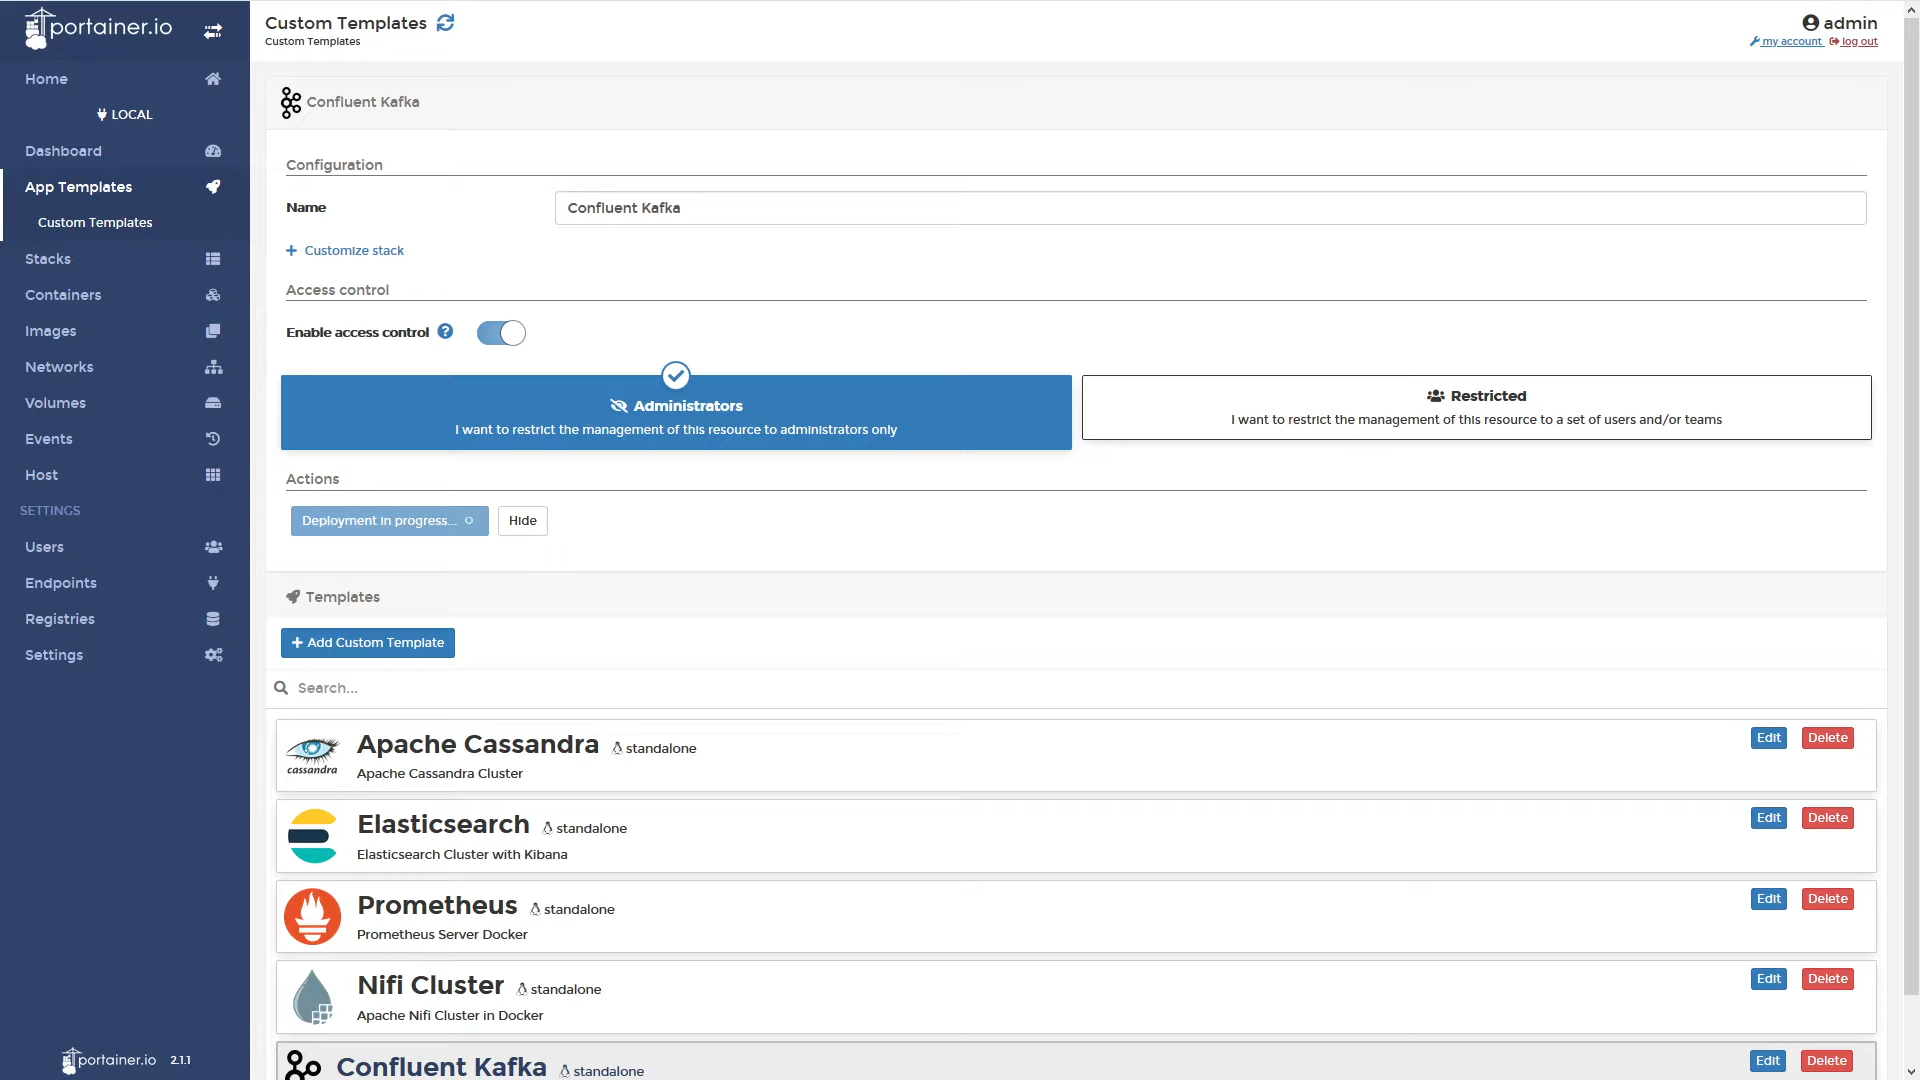 portainer.io
Home
LOCAL
Dashboard
App Templates
Custom Templates
Stacks
Containers
Images
Networks
Volumes
Events
Host
SETTINGS
Users
Endpoints
Registries
Settings
portainer.io 2.1.1
Custom Templates
Custom Templates
admin
my account log out
Confluent Kafka
Configuration
Name Confluent Kafka
Customize stack
Access control
Enable access control
Administrators
I want to restrict the management of this resource to administrators only
Restricted
I want to restrict the management of this resource to a set of users and/or teams
Actions
Deployment in progress... Hide
Templates
Add Custom Template
Search...
cassandra
Apache Cassandra standalone
Apache Cassandra Cluster
Edit Delete
Elasticsearch standalone
Elasticsearch Cluster with Kibana
Edit Delete
Prometheus standalone
Prometheus Server Docker
Edit Delete
Nifi Cluster standalone
Apache Nifi Cluster in Docker
Edit Delete
Confluent Kafka standalone
Edit Delete